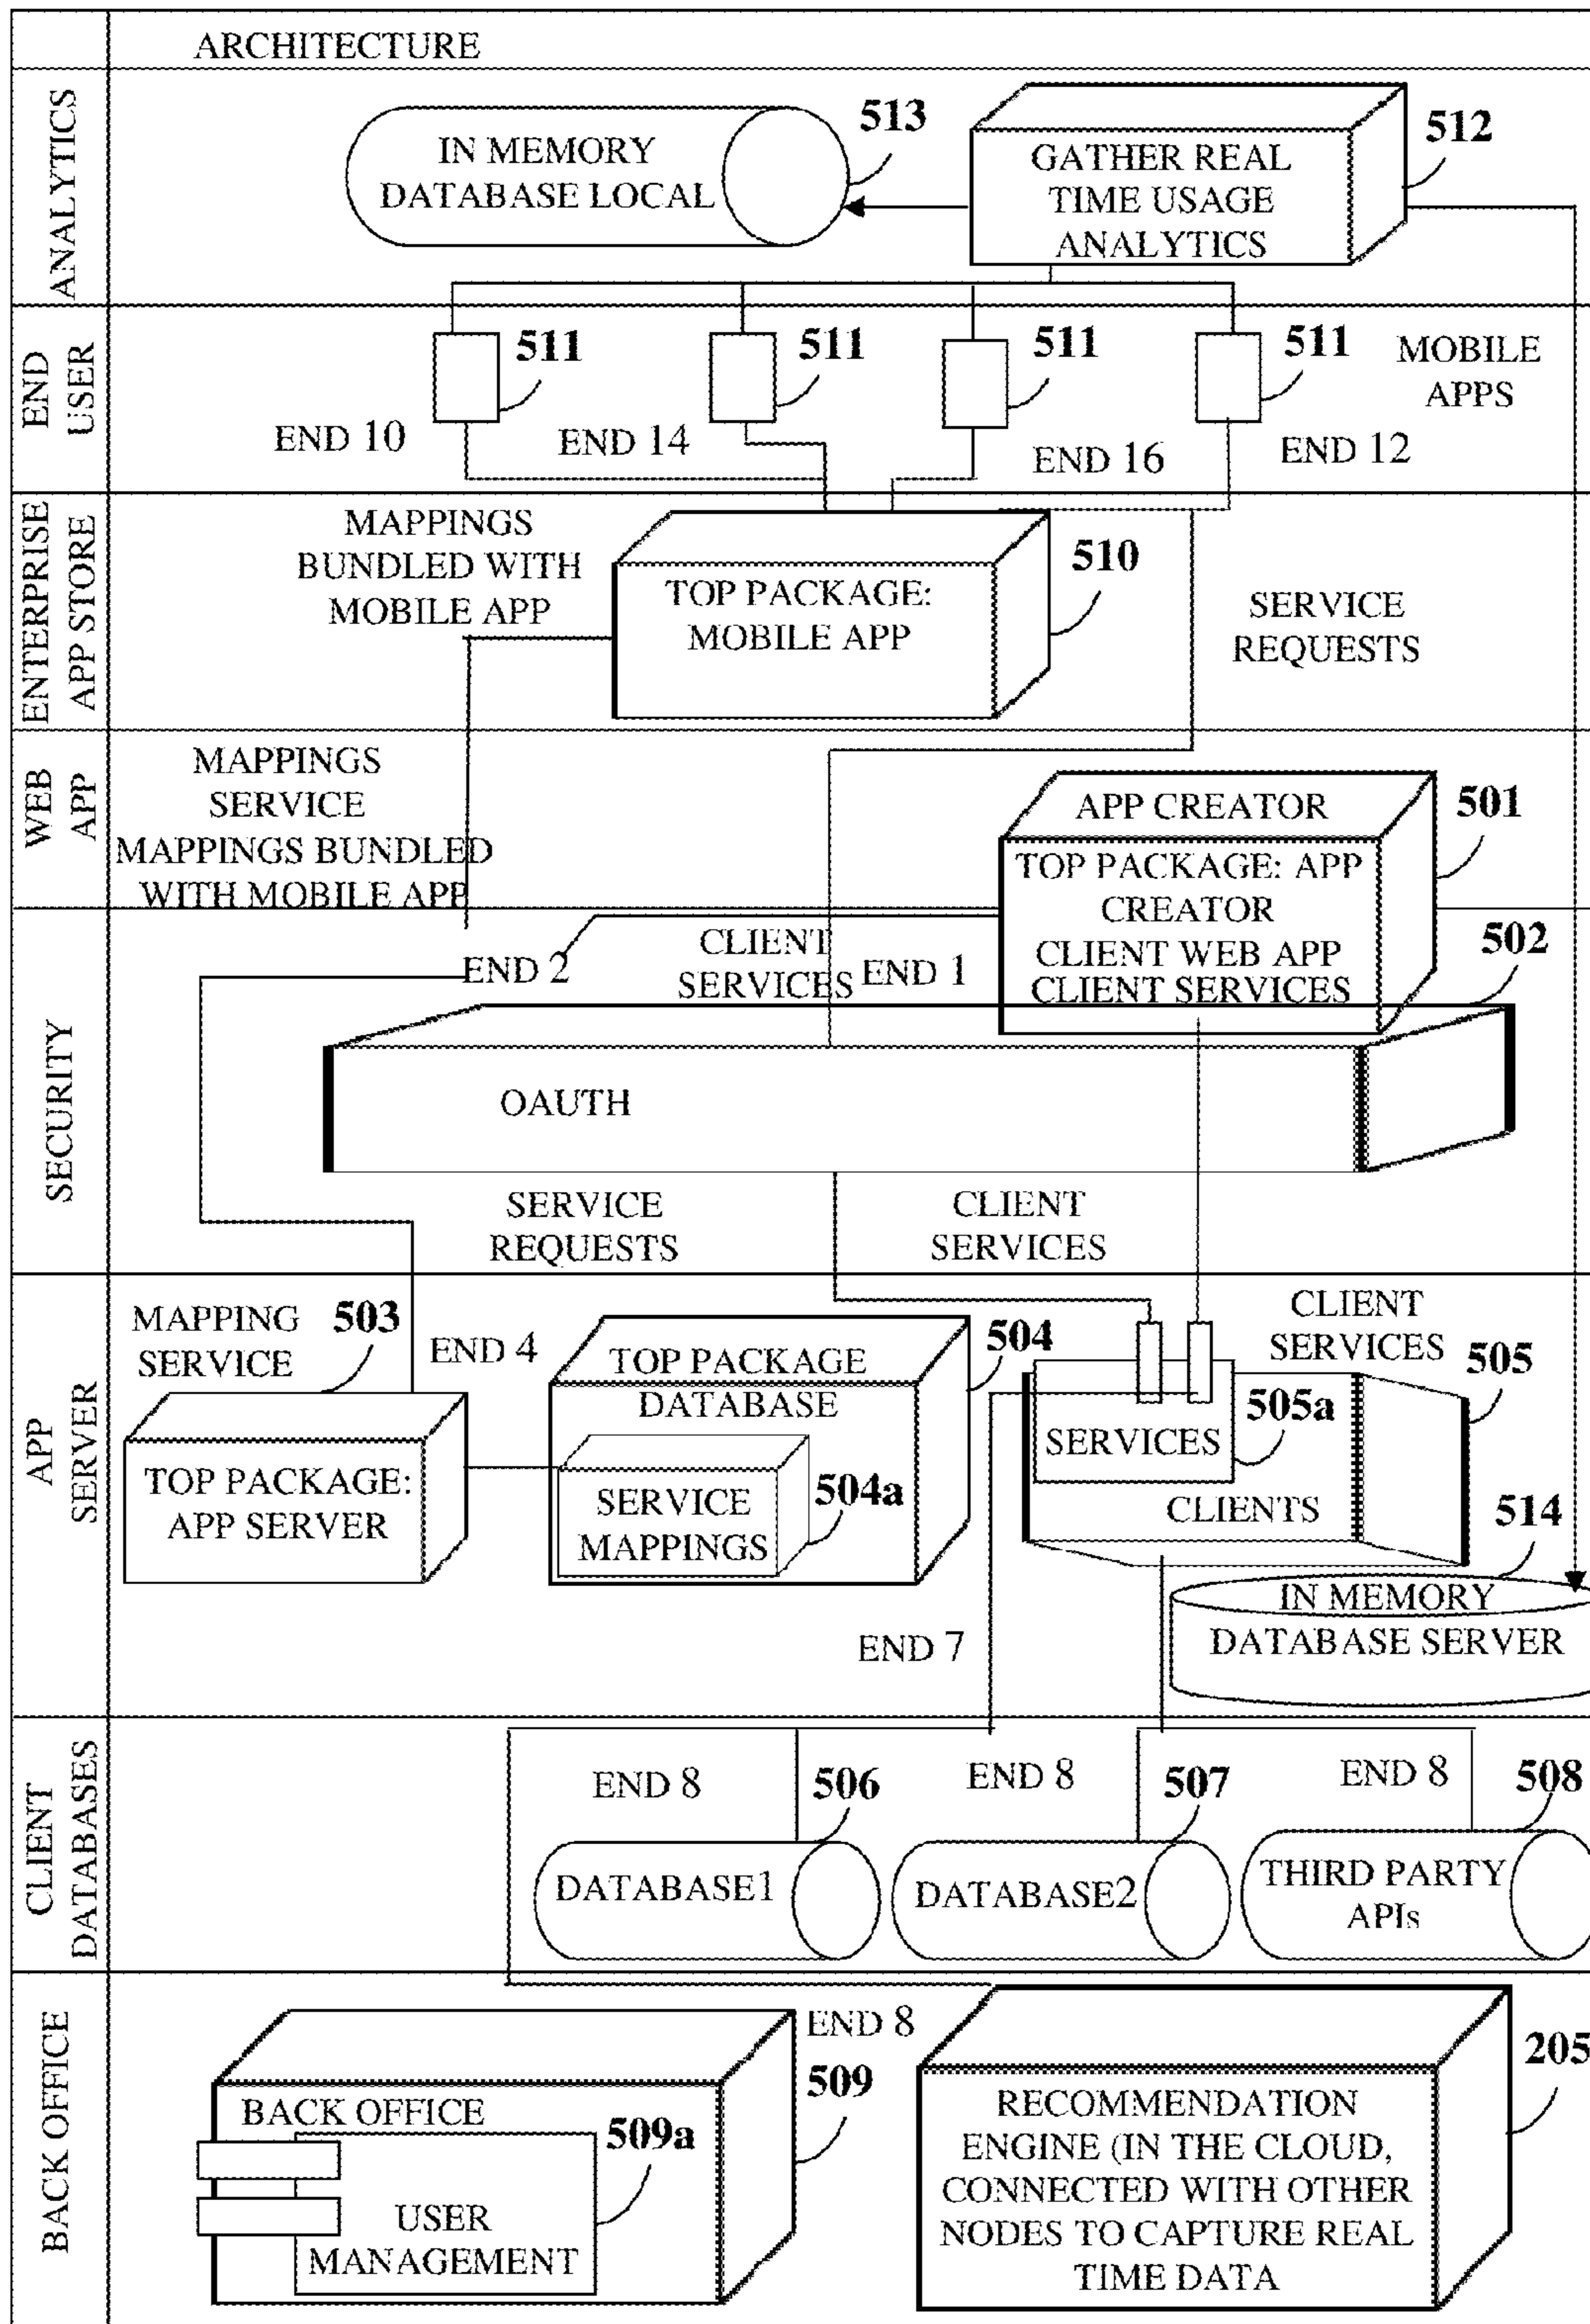 ARCHITECTURE
ANALYTICS
IN MEMORY
DATABASE LOCAL
513
GATHER REAL
TIME USAGE
ANALYTICS
512
END
USER
511
511
511
511
MOBILE
APPS
END 10
END 14
END 16
END 12
ENTERPRISE
APP STORE
MAPPINGS
BUNDLED WITH
MOBILE APP
TOP PACKAGE:
MOBILE APP
510
SERVICE
REQUESTS
WEB
APP
MAPPINGS
SERVICE
MAPPINGS BUNDLED
WITH MOBILE APP
APP CREATOR
TOP PACKAGE: APP
CREATOR
CLIENT WEB APP
CLIENT SERVICES
501
SECURITY
END 2
CLIENT
SERVICES
END 1
502
OAUTH
SERVICE
REQUESTS
CLIENT
SERVICES
APP
SERVER
MAPPING
SERVICE
503
END 4
TOP PACKAGE:
APP SERVER
TOP PACKAGE
DATABASE
504
SERVICE
MAPPINGS
504a
CLIENT
SERVICES
505
SERVICES
505a
CLIENTS
514
IN MEMORY
DATABASE SERVER
END 7
CLIENT
DATABASES
END 8
506
END 8
507
END 8
508
DATABASE1
DATABASE2
THIRD PARTY
APIs
BACK OFFICE
END 8
509
BACK OFFICE
509a
USER
MANAGEMENT
205
RECOMMENDATION
ENGINE (IN THE CLOUD,
CONNECTED WITH OTHER
NODES TO CAPTURE REAL
TIME DATA